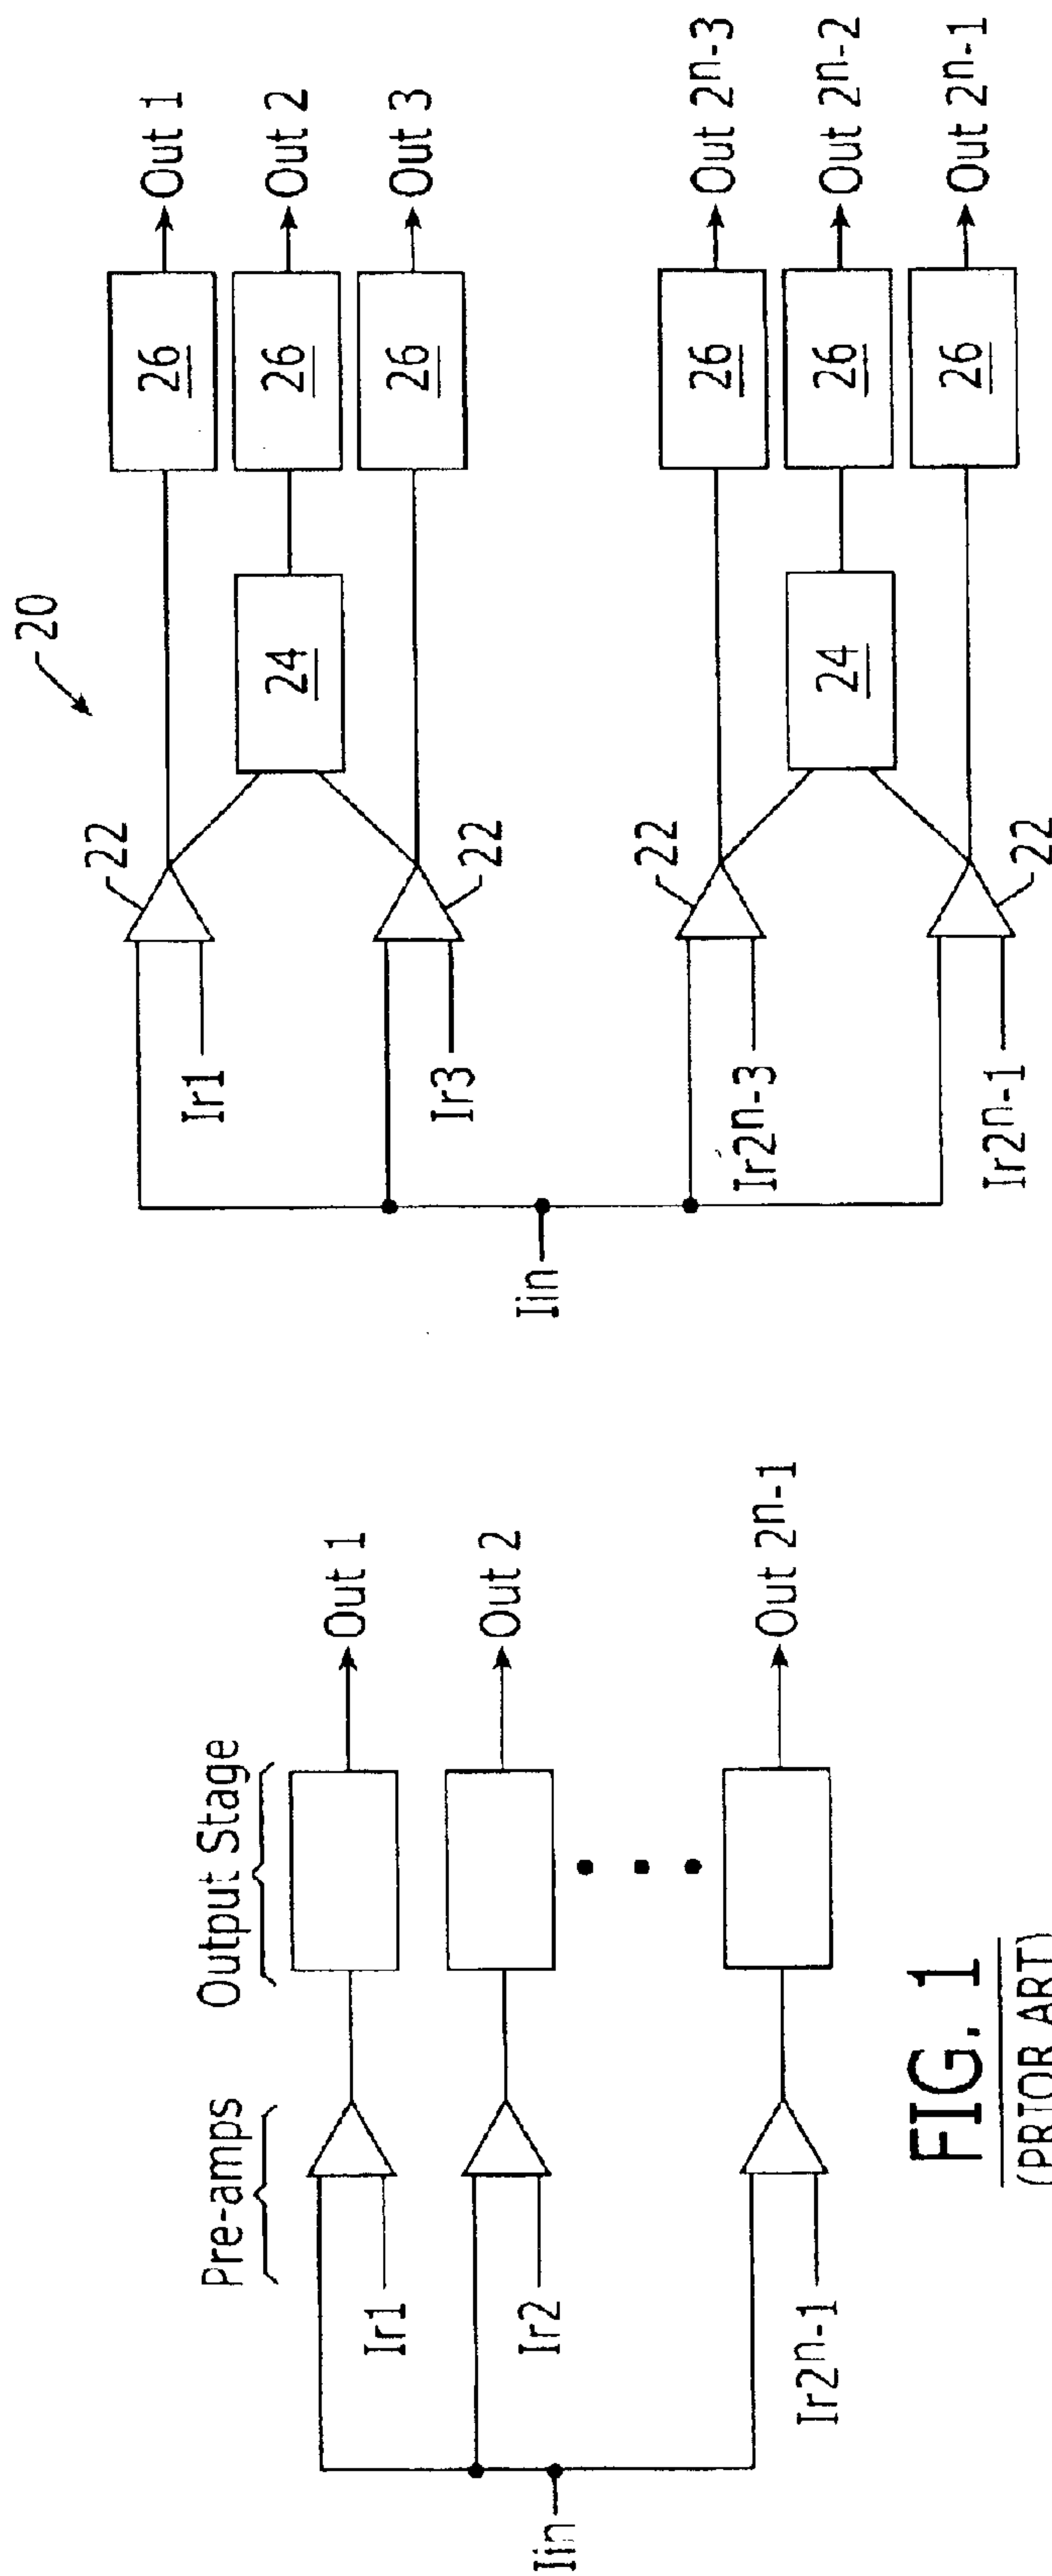 Pre-amps
Output Stage
Iin
Ir1
Out 1
Ir2
Out 2
Ir2ⁿ-1
Out 2ⁿ-1
FIG. 1
(PRIOR ART)
20
22
Ir1
26
Out 1
24
26
Out 2
22
Ir3
26
Out 3
Iin
22
Ir2ⁿ-3
26
Out 2ⁿ-3
24
26
Out 2ⁿ-2
22
Ir2ⁿ-1
26
Out 2ⁿ-1